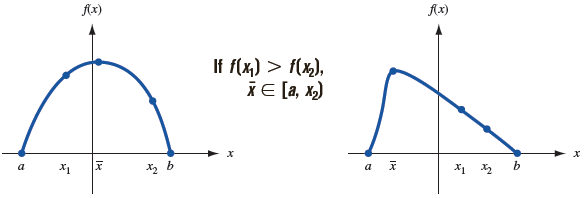 f(x)
a
x₁
x̄
x₂
b
x
If f(x₁) > f(x₂),
x̄ ∈ [a, x₂)
f(x)
a
x̄
x₁
x₂
b
x